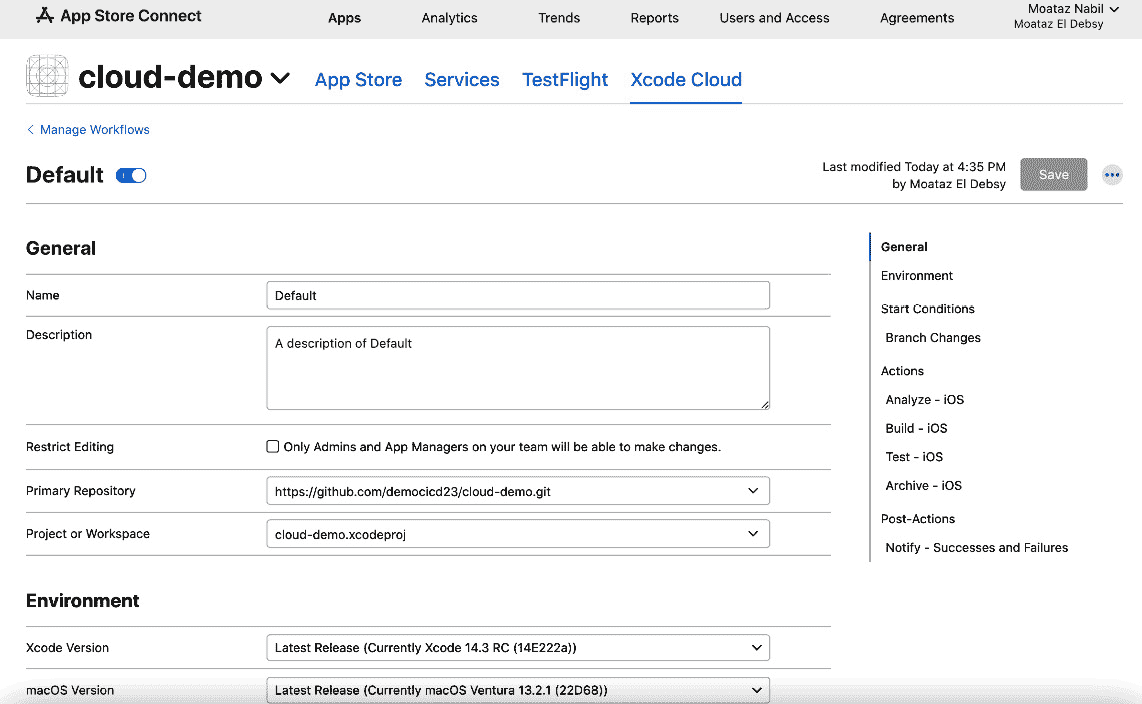 App Store Connect
Apps
Analytics
Trends
Reports
Users and Access
Agreements
Moataz Nabil
Moataz El Debsy
cloud-demo
App Store
Services
TestFlight
Xcode Cloud
Manage Workflows
Default
Last modified Today at 4:35 PM
by Moataz El Debsy
Save
General
Name
Default
Description
A description of Default
Restrict Editing
Only Admins and App Managers on your team will be able to make changes.
Primary Repository
https://github.com/democicd23/cloud-demo.git
Project or Workspace
cloud-demo.xcodeproj
Environment
Xcode Version
Latest Release (Currently Xcode 14.3 RC (14E222a))
macOS Version
Latest Release (Currently macOS Ventura 13.2.1 (22D68))
General
Environment
Start Conditions
Branch Changes
Actions
Analyze - iOS
Build - iOS
Test - iOS
Archive - iOS
Post-Actions
Notify - Successes and Failures